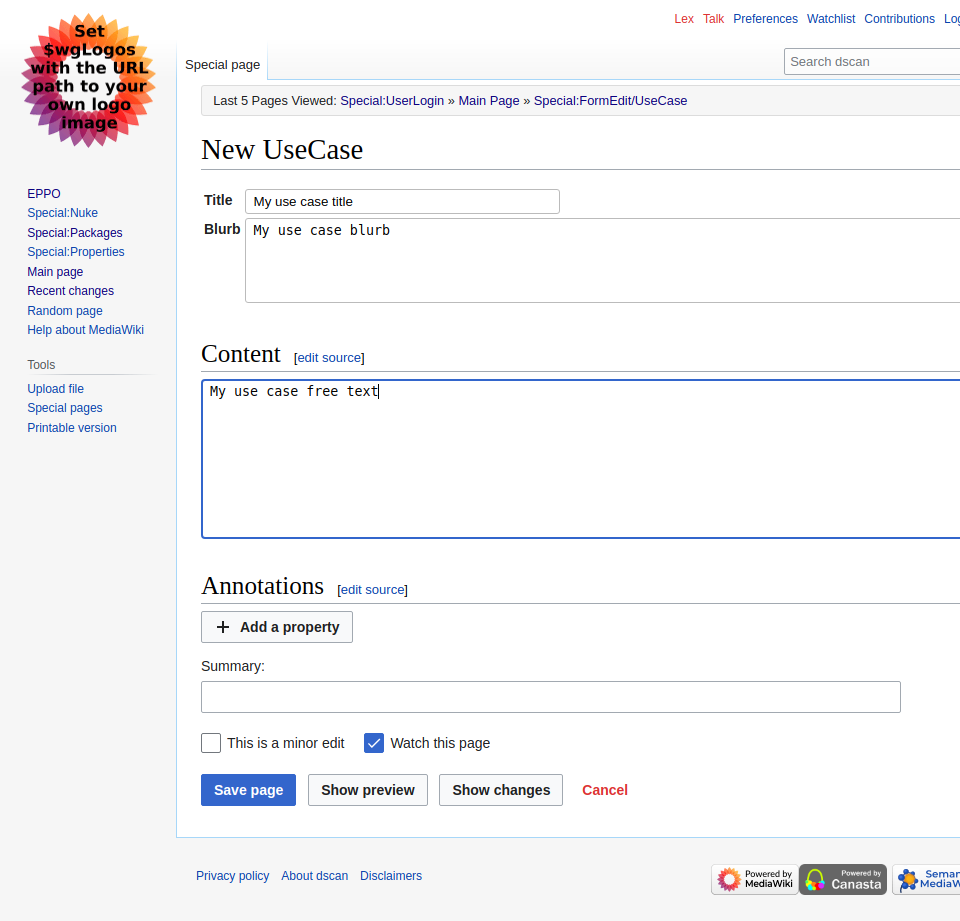 Set
$wgLogos
with the URL
path to your
own logo
image
Lex Talk Preferences Watchlist Contributions
Special page
Search dscan
Last 5 Pages Viewed: Special:UserLogin » Main Page » Special:FormEdit/UseCase
New UseCase
EPPO
Special:Nuke
Special:Packages
Special:Properties
Main page
Recent changes
Random page
Help about MediaWiki
Tools
Upload file
Special pages
Printable version
Title My use case title
Blurb My use case blurb
Content [edit source]
My use case free text
Annotations [edit source]
+ Add a property
Summary:
This is a minor edit Watch this page
Save page Show preview Show changes Cancel
Privacy policy About dscan Disclaimers
Powered by
MediaWiki
Powered by
Canasta